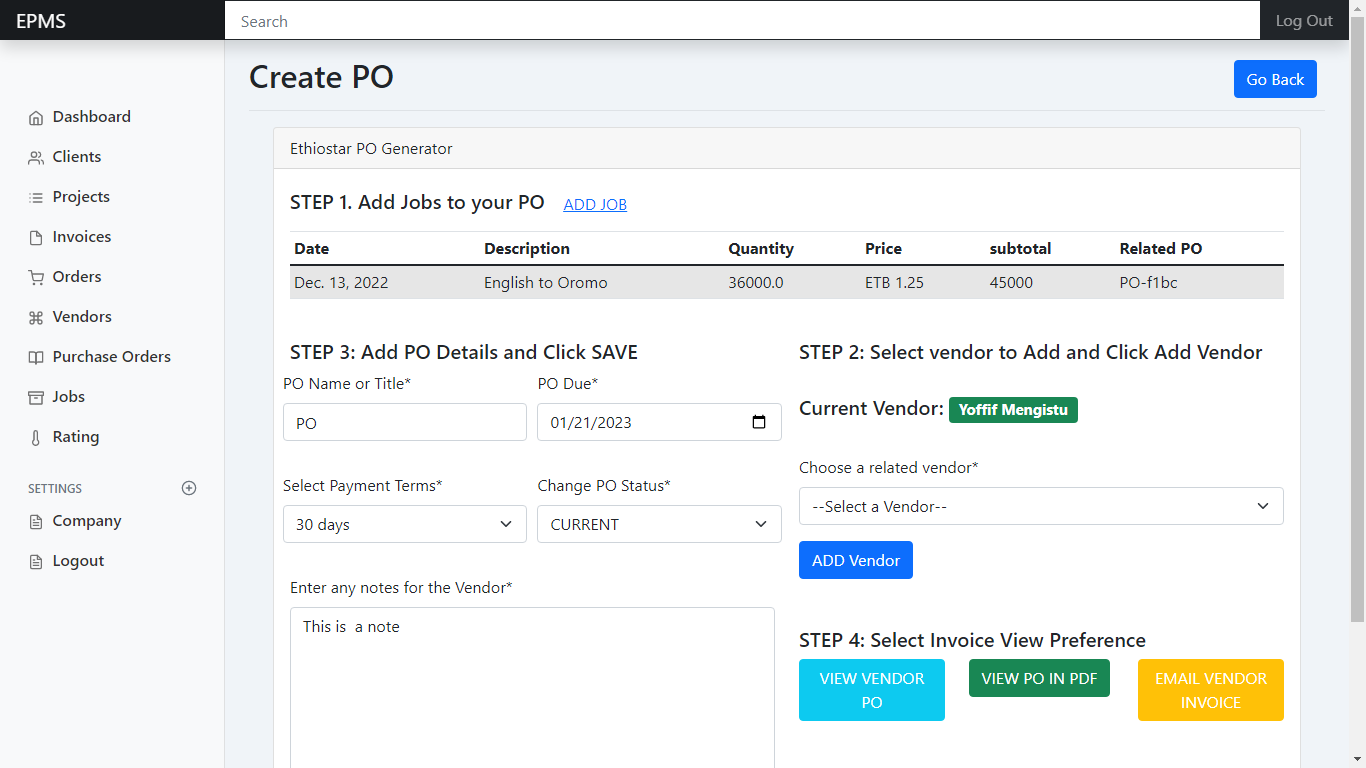 EPMS
Search
Log Out
Dashboard
Clients
Projects
Invoices
Orders
Vendors
Purchase Orders
Jobs
Rating
SETTINGS
Company
Logout
Create PO
Go Back
Ethiostar PO Generator
STEP 1. Add Jobs to your PO ADD JOB
Date Description Quantity Price subtotal Related PO
Dec. 13, 2022 English to Oromo 36000.0 ETB 1.25 45000 PO-f1bc
STEP 3: Add PO Details and Click SAVE
PO Name or Title* PO Due*
PO 01/21/2023
Select Payment Terms* Change PO Status*
30 days CURRENT
Enter any notes for the Vendor*
This is  a note
STEP 2: Select vendor to Add and Click Add Vendor
Current Vendor: Yoffif Mengistu
Choose a related vendor*
--Select a Vendor--
ADD Vendor
STEP 4: Select Invoice View Preference
VIEW VENDOR
PO
VIEW PO IN PDF
EMAIL VENDOR
INVOICE